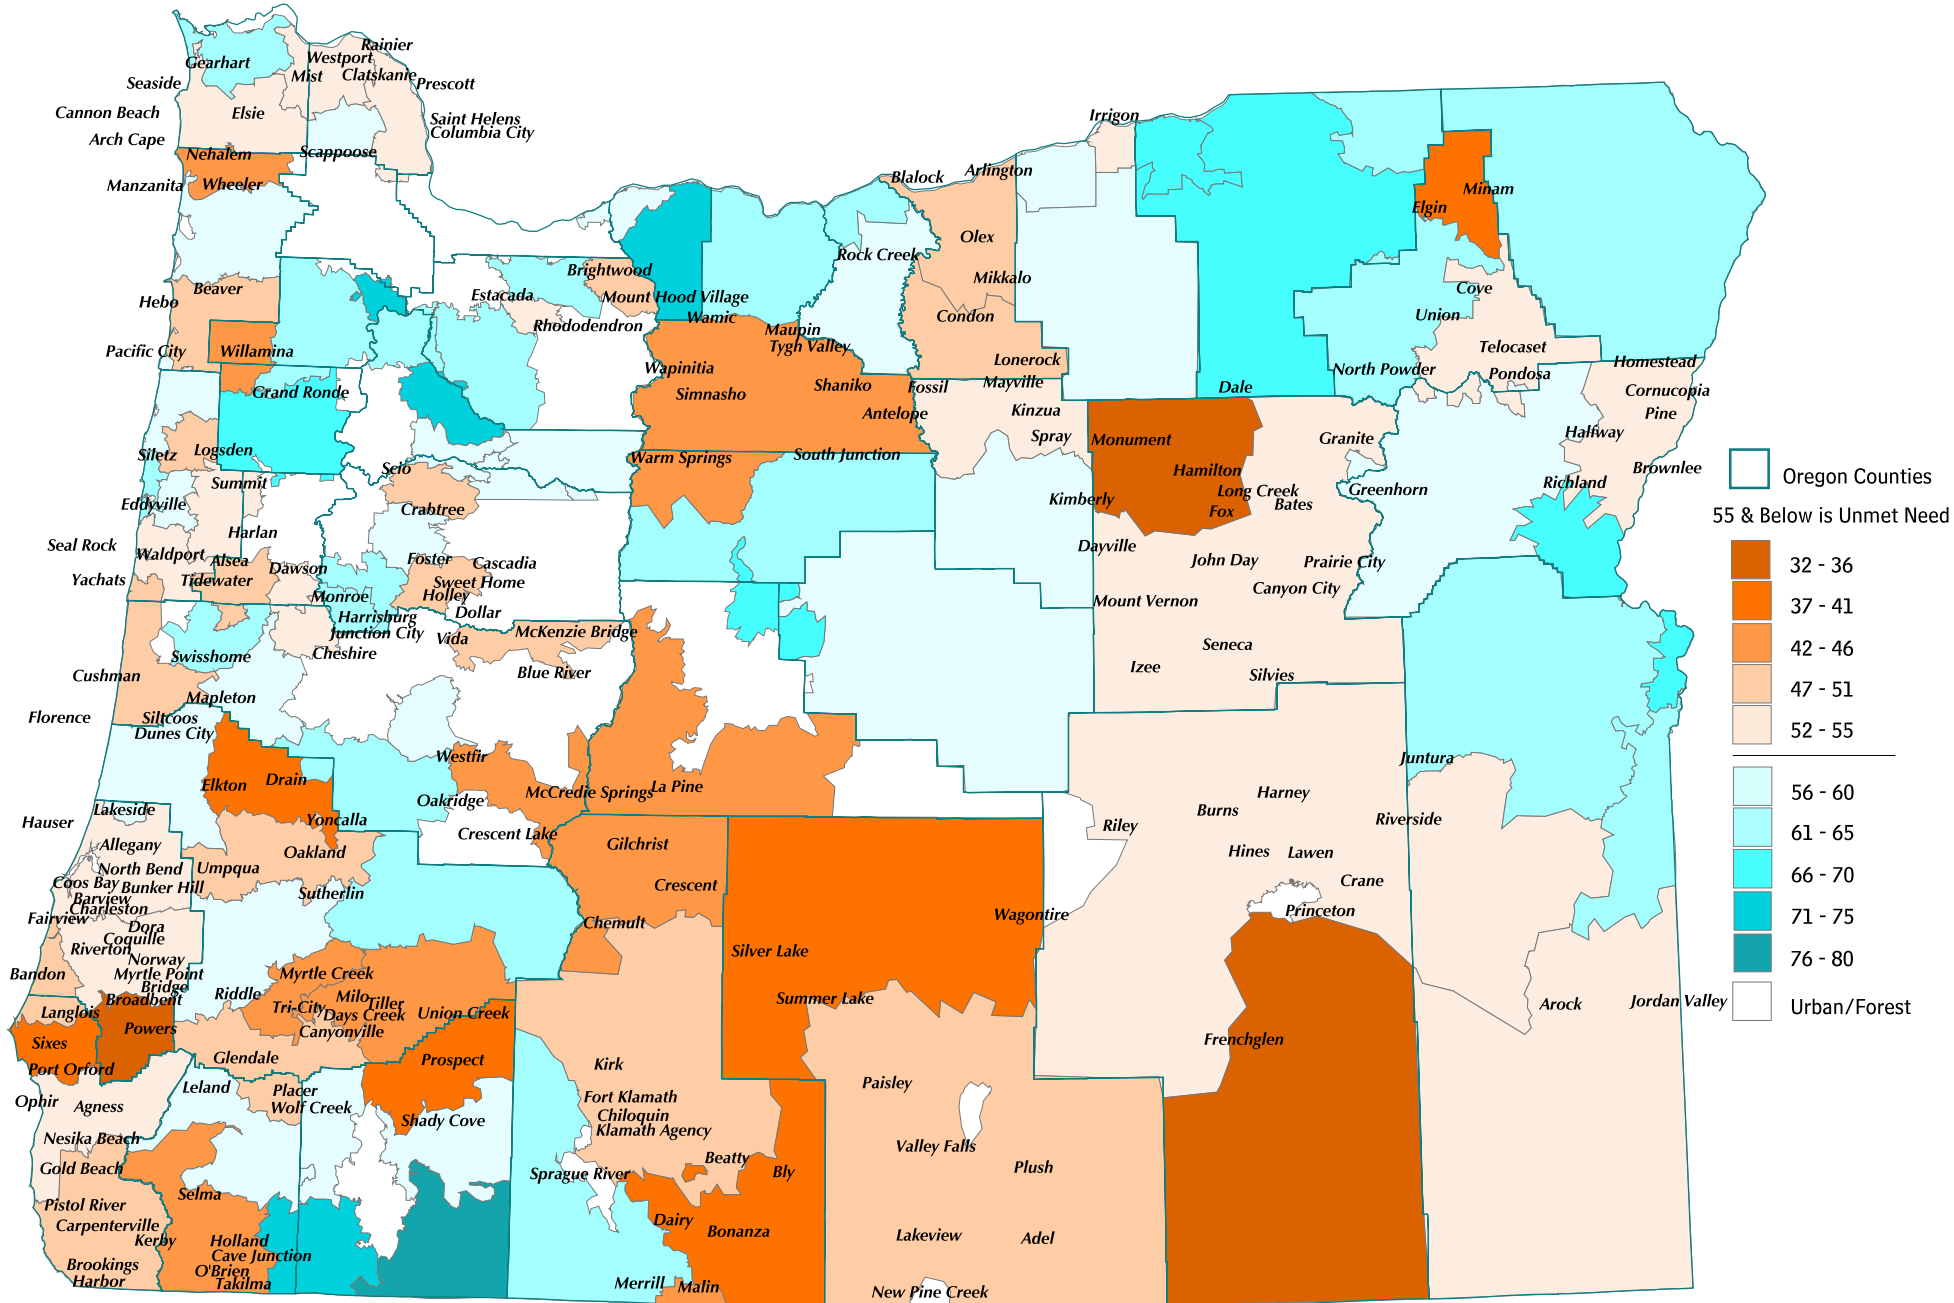 Rainier
Westport
Gearhart
Mist
Clatskanie
Seaside
Prescott
Cannon Beach
Elsie
Saint Helens
Columbia City
Irrigon
Arch Cape
Nehalem
Scappoose
Manzanita
Wheeler
Blalock
Arlington
Minam
Elgin
Olex
Rock Creek
Brightwood
Mikkalo
Beaver
Hebo
Estacada
Mount Hood Village
Cove
Wamic
Condon
Union
Rhododendron
Maupin
Tygh Valley
Pacific City
Willamina
Lonerock
Telocaset
Homestead
Wapinitia
North Powder
Pondosa
Grand Ronde
Simnasho
Shaniko
Fossil
Mayville
Dale
Cornucopia
Antelope
Kinzua
Pine
Spray
Monument
Granite
Halfway
Siletz
Logsden
Warm Springs
South Junction
Scio
Hamilton
Brownlee
Summit
Long Creek
Greenhorn
Richland
Eddyville
Crabtree
Kimberly
Fox
Bates
Harlan
Seal Rock
Waldport
Dayville
Alsea
Dawson
Foster
Cascadia
John Day
Prairie City
Yachats
Tidewater
Sweet Home
Canyon City
Monroe
Holley
Mount Vernon
Harrisburg
Dollar
Junction City
Vida
McKenzie Bridge
Seneca
Swisshome
Cheshire
Izee
Cushman
Blue River
Silvies
Mapleton
Florence
Siltcoos
Dunes City
Westfir
Juntura
Elkton
Drain
McCredie Springs
La Pine
Oakridge
Harney
Lakeside
Yoncalla
Burns
Hauser
Crescent Lake
Riley
Riverside
Allegany
Oakland
Gilchrist
Hines
Lawen
North Bend
Umpqua
Coos Bay
Bunker Hill
Crescent
Crane
Barview
Sutherlin
Charleston
Fairview
Chemult
Wagontire
Princeton
Dora
Coquille
Riverton
Silver Lake
Norway
Bandon
Myrtle Point
Myrtle Creek
Bridge
Riddle
Broadbent
Milo
Tiller
Summer Lake
Tri-City
Days Creek
Union Creek
Arock
Jordan Valley
Langlois
Powers
Canyonville
Sixes
Frenchglen
Glendale
Prospect
Kirk
Port Orford
Leland
Placer
Paisley
Ophir
Agness
Wolf Creek
Fort Klamath
Shady Cove
Chiloquin
Klamath Agency
Nesika Beach
Valley Falls
Gold Beach
Beatty
Bly
Plush
Sprague River
Selma
Pistol River
Dairy
Carpenterville
Bonanza
Kerby
Holland
Lakeview
Adel
Cave Junction
Brookings
O'Brien
Harbor
Takilma
Merrill
Malin
New Pine Creek
Oregon Counties
55 & Below is Unmet Need
32 - 36
37 - 41
42 - 46
47 - 51
52 - 55
56 - 60
61 - 65
66 - 70
71 - 75
76 - 80
Urban/Forest